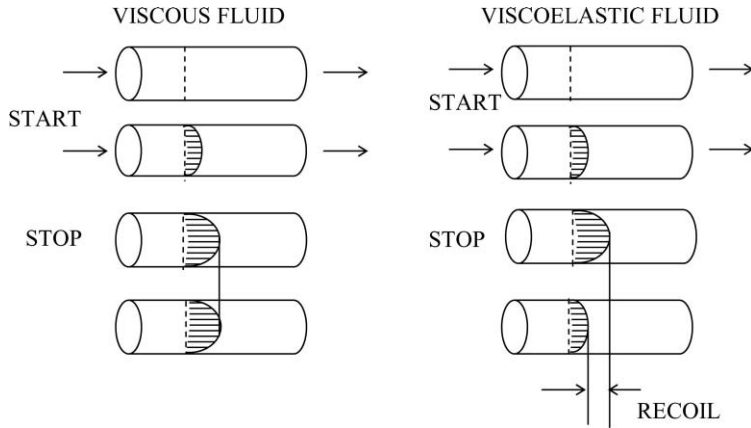 VISCOUS FLUID
START
STOP
VISCOELASTIC FLUID
START
STOP
RECOIL